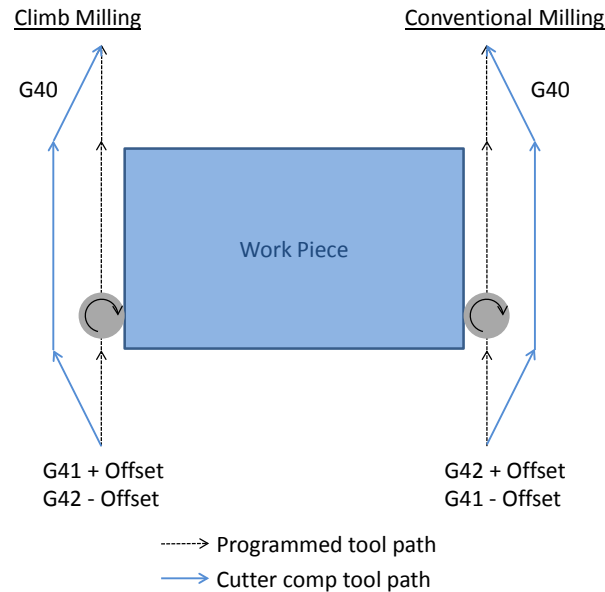 Climb Milling
Conventional Milling
G40
G40
Work Piece
G41 + Offset
G42 - Offset
G42 + Offset
G41 - Offset
Programmed tool path
Cutter comp tool path